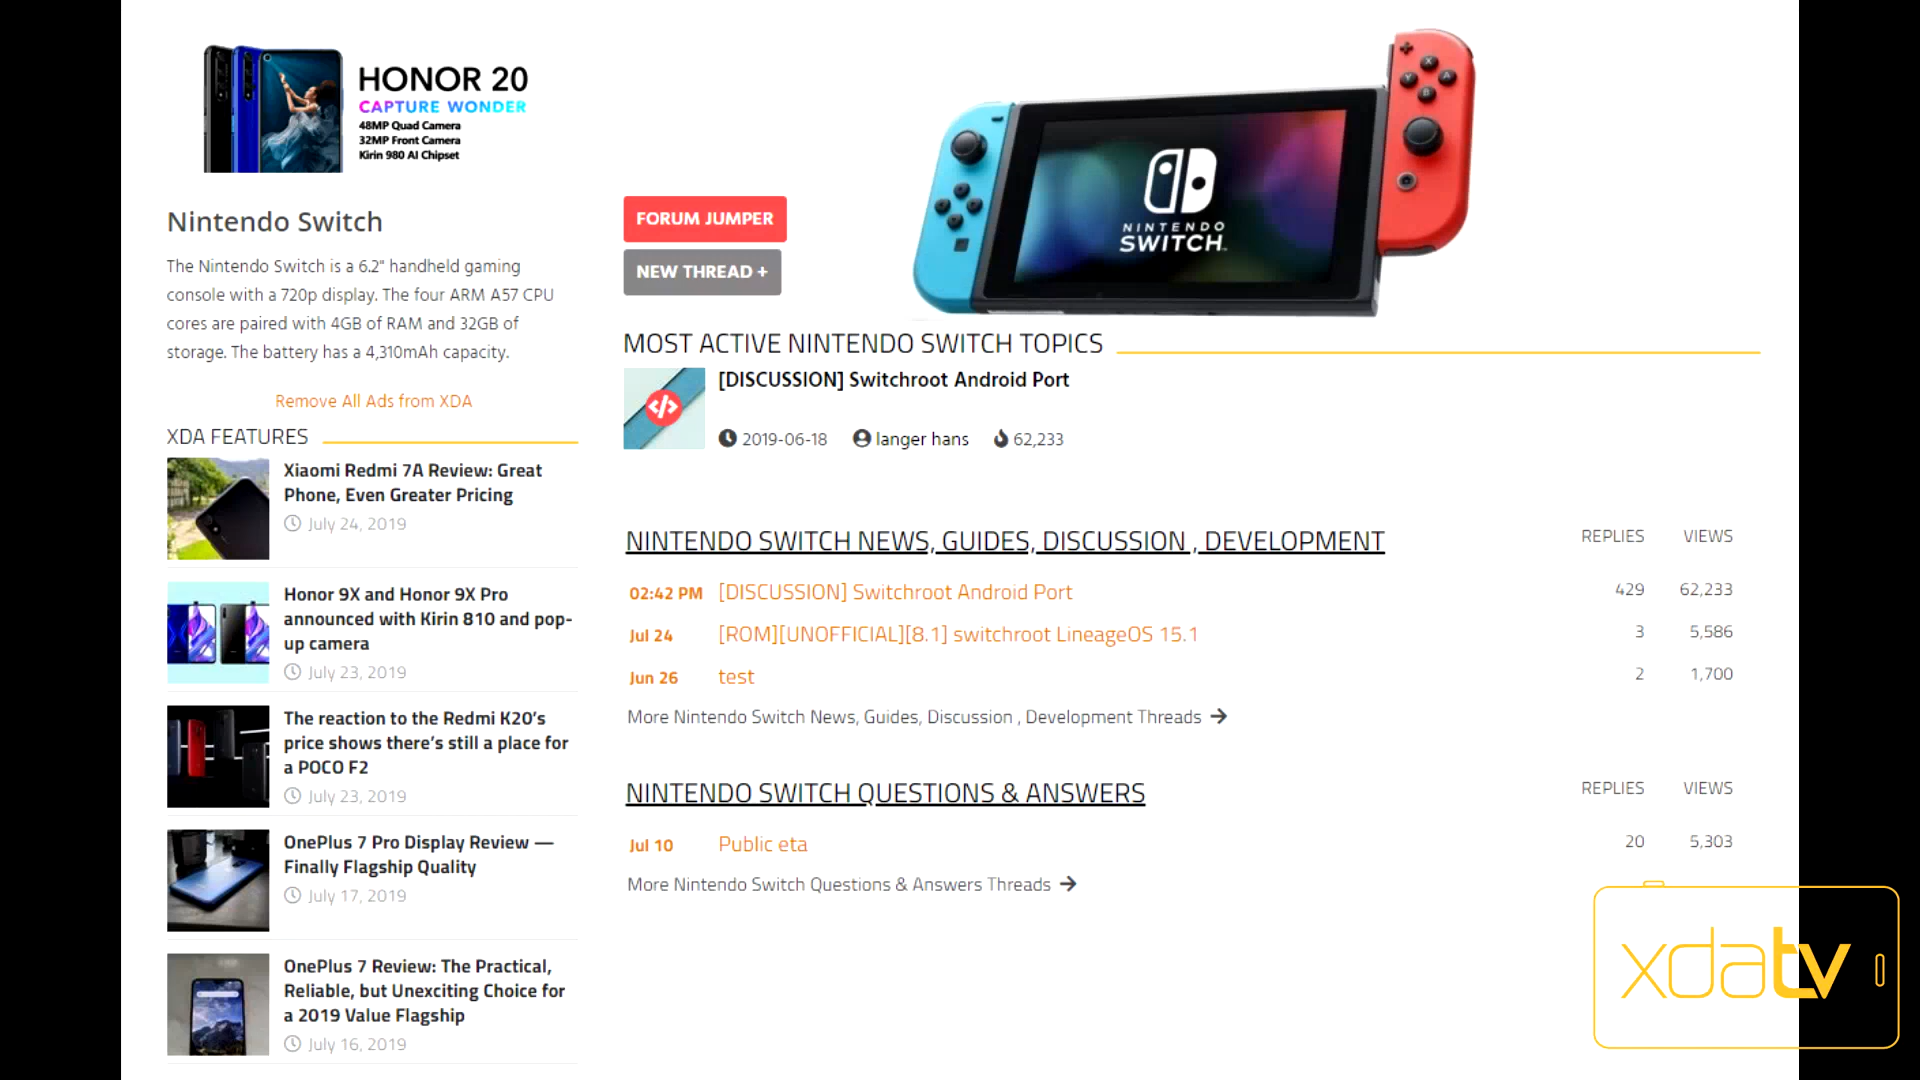 HONOR 20
CAPTURE WONDER
48MP Quad Camera
32MP Front Camera
Kirin 980 AI Chipset
Nintendo Switch
The Nintendo Switch is a 6.2" handheld gaming
console with a 720p display. The four ARM A57 CPU
cores are paired with 4GB of RAM and 32GB of
storage. The battery has a 4,310mAh capacity.
Remove All Ads from XDA
XDA FEATURES
Xiaomi Redmi 7A Review: Great
Phone, Even Greater Pricing
July 24, 2019
Honor 9X and Honor 9X Pro
announced with Kirin 810 and pop-
up camera
July 23, 2019
The reaction to the Redmi K20’s
price shows there’s still a place for
a POCO F2
July 23, 2019
OnePlus 7 Pro Display Review —
Finally Flagship Quality
July 17, 2019
OnePlus 7 Review: The Practical,
Reliable, but Unexciting Choice for
a 2019 Value Flagship
July 16, 2019
FORUM JUMPER
NEW THREAD +
X
Y
A
B
NINTENDO
SWITCH
MOST ACTIVE NINTENDO SWITCH TOPICS
</>
[DISCUSSION] Switchroot Android Port
2019-06-18 langer hans 62,233
NINTENDO SWITCH NEWS, GUIDES, DISCUSSION , DEVELOPMENT REPLIES VIEWS
02:42 PM [DISCUSSION] Switchroot Android Port 429 62,233
Jul 24 [ROM][UNOFFICIAL][8.1] switchroot LineageOS 15.1 3 5,586
Jun 26 test 2 1,700
More Nintendo Switch News, Guides, Discussion , Development Threads →
NINTENDO SWITCH QUESTIONS & ANSWERS REPLIES VIEWS
Jul 10 Public eta 20 5,303
More Nintendo Switch Questions & Answers Threads →
xdatv